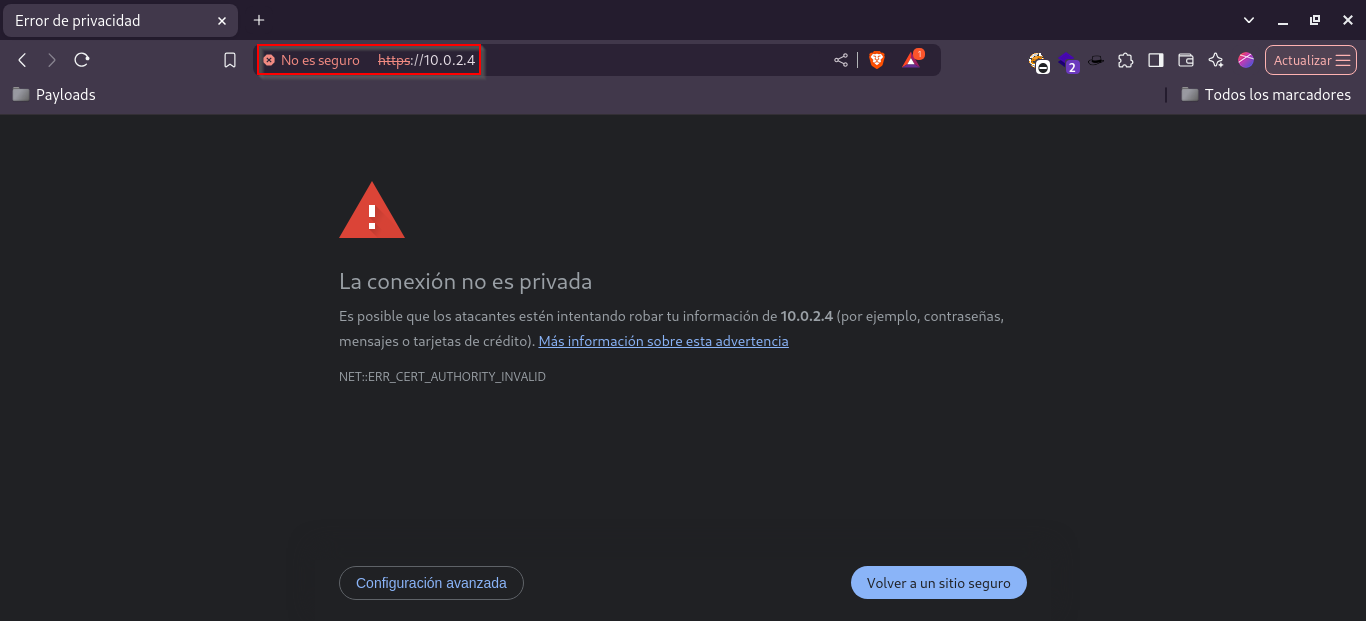 Error de privacidad
No es seguro https://10.0.2.4
1
2
Actualizar
Payloads
Todos los marcadores
La conexión no es privada
Es posible que los atacantes estén intentando robar tu información de 10.0.2.4 (por ejemplo, contraseñas,
mensajes o tarjetas de crédito). Más información sobre esta advertencia
NET::ERR_CERT_AUTHORITY_INVALID
Configuración avanzada
Volver a un sitio seguro